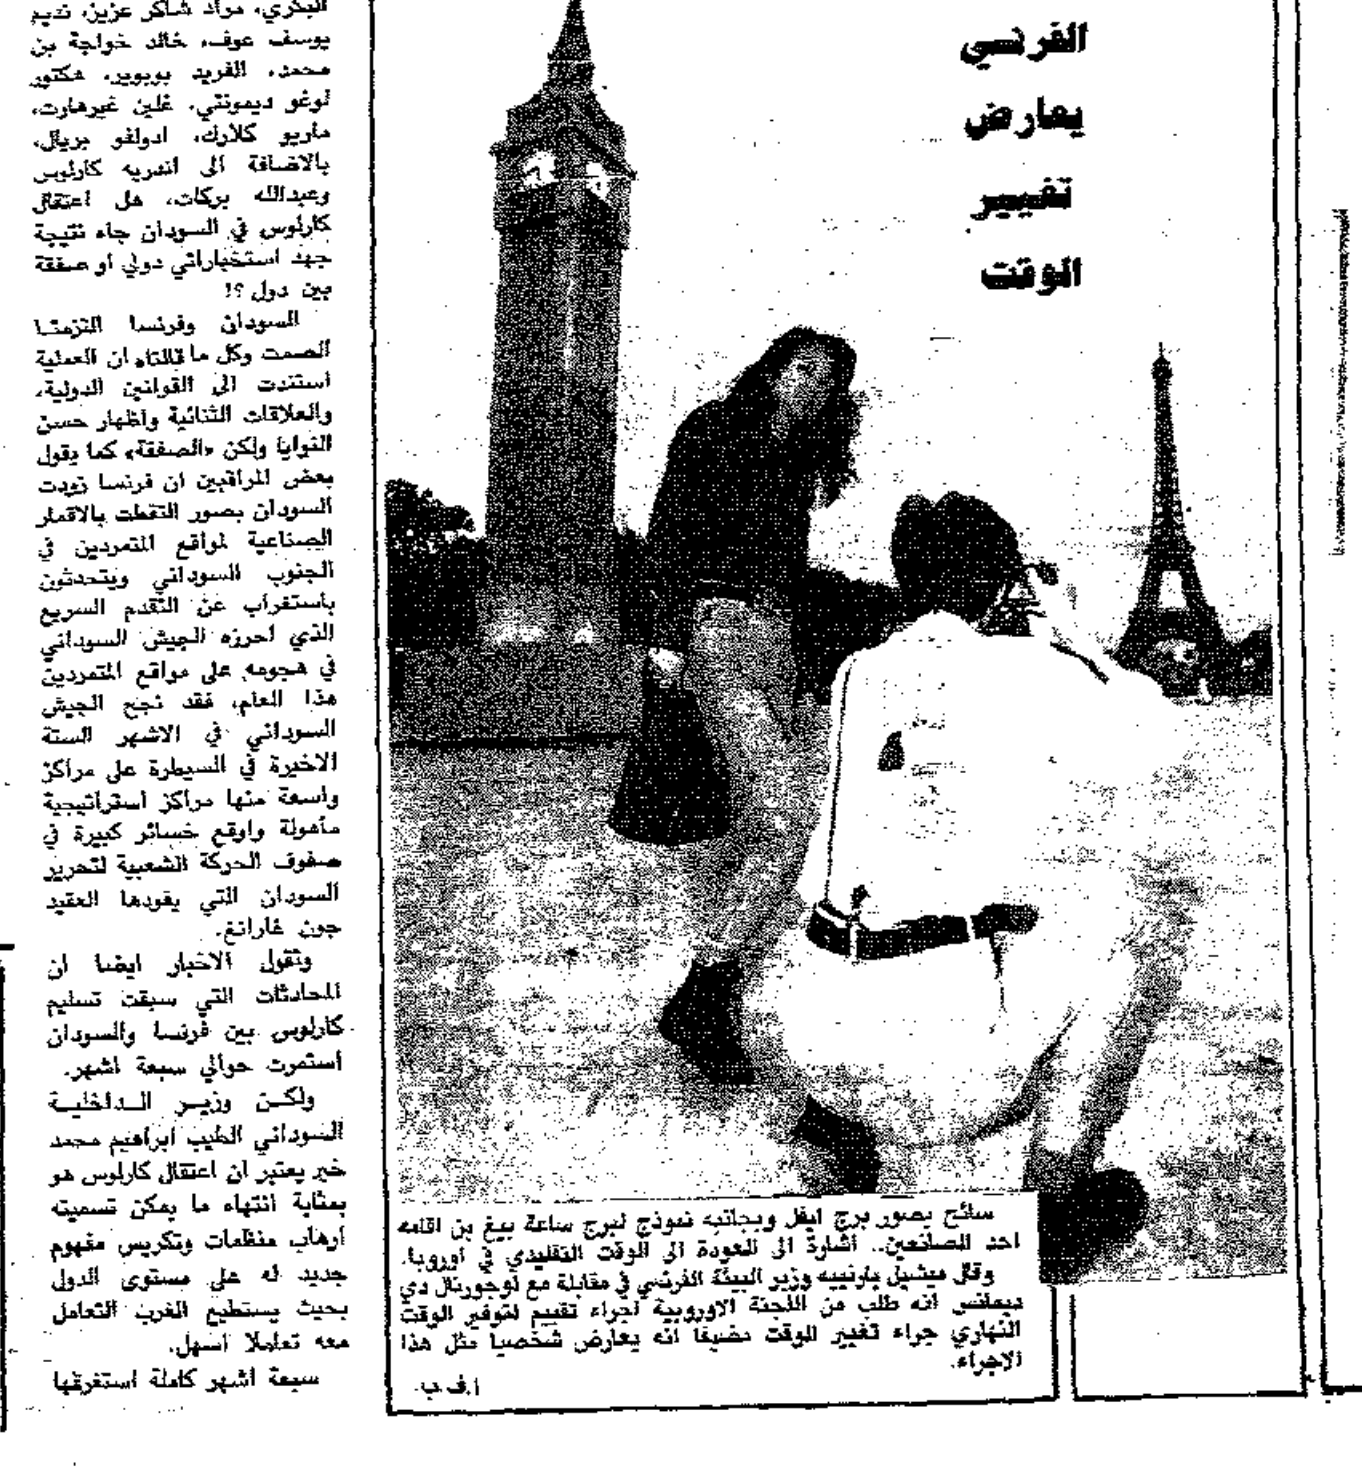 الفرنسي
يعارض
تغيير
الوقت
سائح يصور برج ايفل وبجانبه نموذج لبرج ساعة بيغ بن اقامه
احد الصانعين.. اشارة الى العودة الى الوقت التقليدي في اوروبا.
وقال ميشيل بارنييه وزير البيئة الفرنسي في مقابلة مع لوجورنال دي
ديمانش انه طلب من اللجنة الاوروبية اجراء تقييم لتوفير الوقت
النهاري جراء تغيير الوقت مضيفا انه يعارض شخصيا مثل هذا
الاجراء.
أ.ف.ب.
البكري، مراد شاكر عزيز، نديم
يوسف عوف، خالد خواجة بن
محمد، الفريد بوبوير، هكتور
لوغو ديمونتي، غلين غيرهارت،
ماريو كلارك، ادولفو بريال،
بالاضافة الى اندريه كارلوس
وعبدالله بركات، هل اعتقال
كارلوس في السودان جاء نتيجة
جهد استخباراتي دولي او صفقة
بين دول ؟!
السودان وفرنسا التزمتا
الصمت وكل ما قالتاه ان العملية
استندت الى القوانين الدولية،
والعلاقات الثنائية واظهار حسن
النوايا ولكن «الصفقة» كما يقول
بعض المراقبين ان فرنسا زودت
السودان بصور التقطت بالاقمار
الصناعية لمواقع المتمردين في
الجنوب السوداني ويتحدثون
باستغراب عن التقدم السريع
الذي احرزه الجيش السوداني
في هجومه على مواقع المتمردين
هذا العام، فقد نجح الجيش
السوداني في الاشهر الستة
الاخيرة في السيطرة على مراكز
واسعة منها مراكز استراتيجية
مأهولة واوقع خسائر كبيرة في
صفوف الحركة الشعبية لتحرير
السودان التي يقودها العقيد
جون غارانغ.
وتقول الاخبار ايضا ان
المحادثات التي سبقت تسليم
كارلوس بين فرنسا والسودان
استمرت حوالي سبعة اشهر.
ولكن وزير الداخلية
السوداني الطيب ابراهيم محمد
خير يعتبر ان اعتقال كارلوس هو
بمثابة انتهاء ما يمكن تسميته
ارهاب منظمات وتكريس مفهوم
جديد له على مستوى الدول
بحيث يستطيع الغرب التعامل
معه تعاملا اسهل.
سبعة اشهر كاملة استغرقها